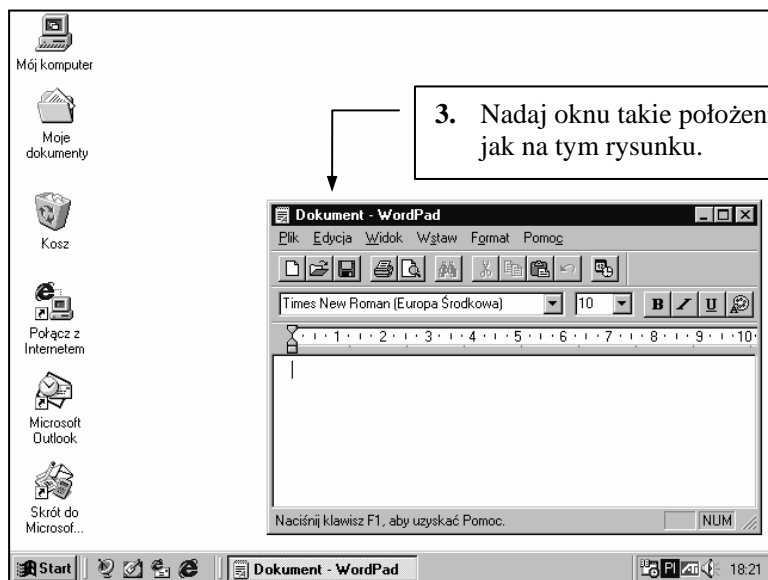 Mój komputer
Moje
dokumenty
Kosz
Połącz z
Internetem
Microsoft
Outlook
Skrót do
Microsof...
3. Nadaj oknu takie położeni
jak na tym rysunku.
Dokument - WordPad
Plik Edycja Widok Wstaw Format Pomoc
Times New Roman (Europa Środkowa) 10 B I U
1 2 3 4 5 6 7 8 9 10
Naciśnij klawisz F1, aby uzyskać Pomoc. NUM
Start Dokument - WordPad Pl 18:21